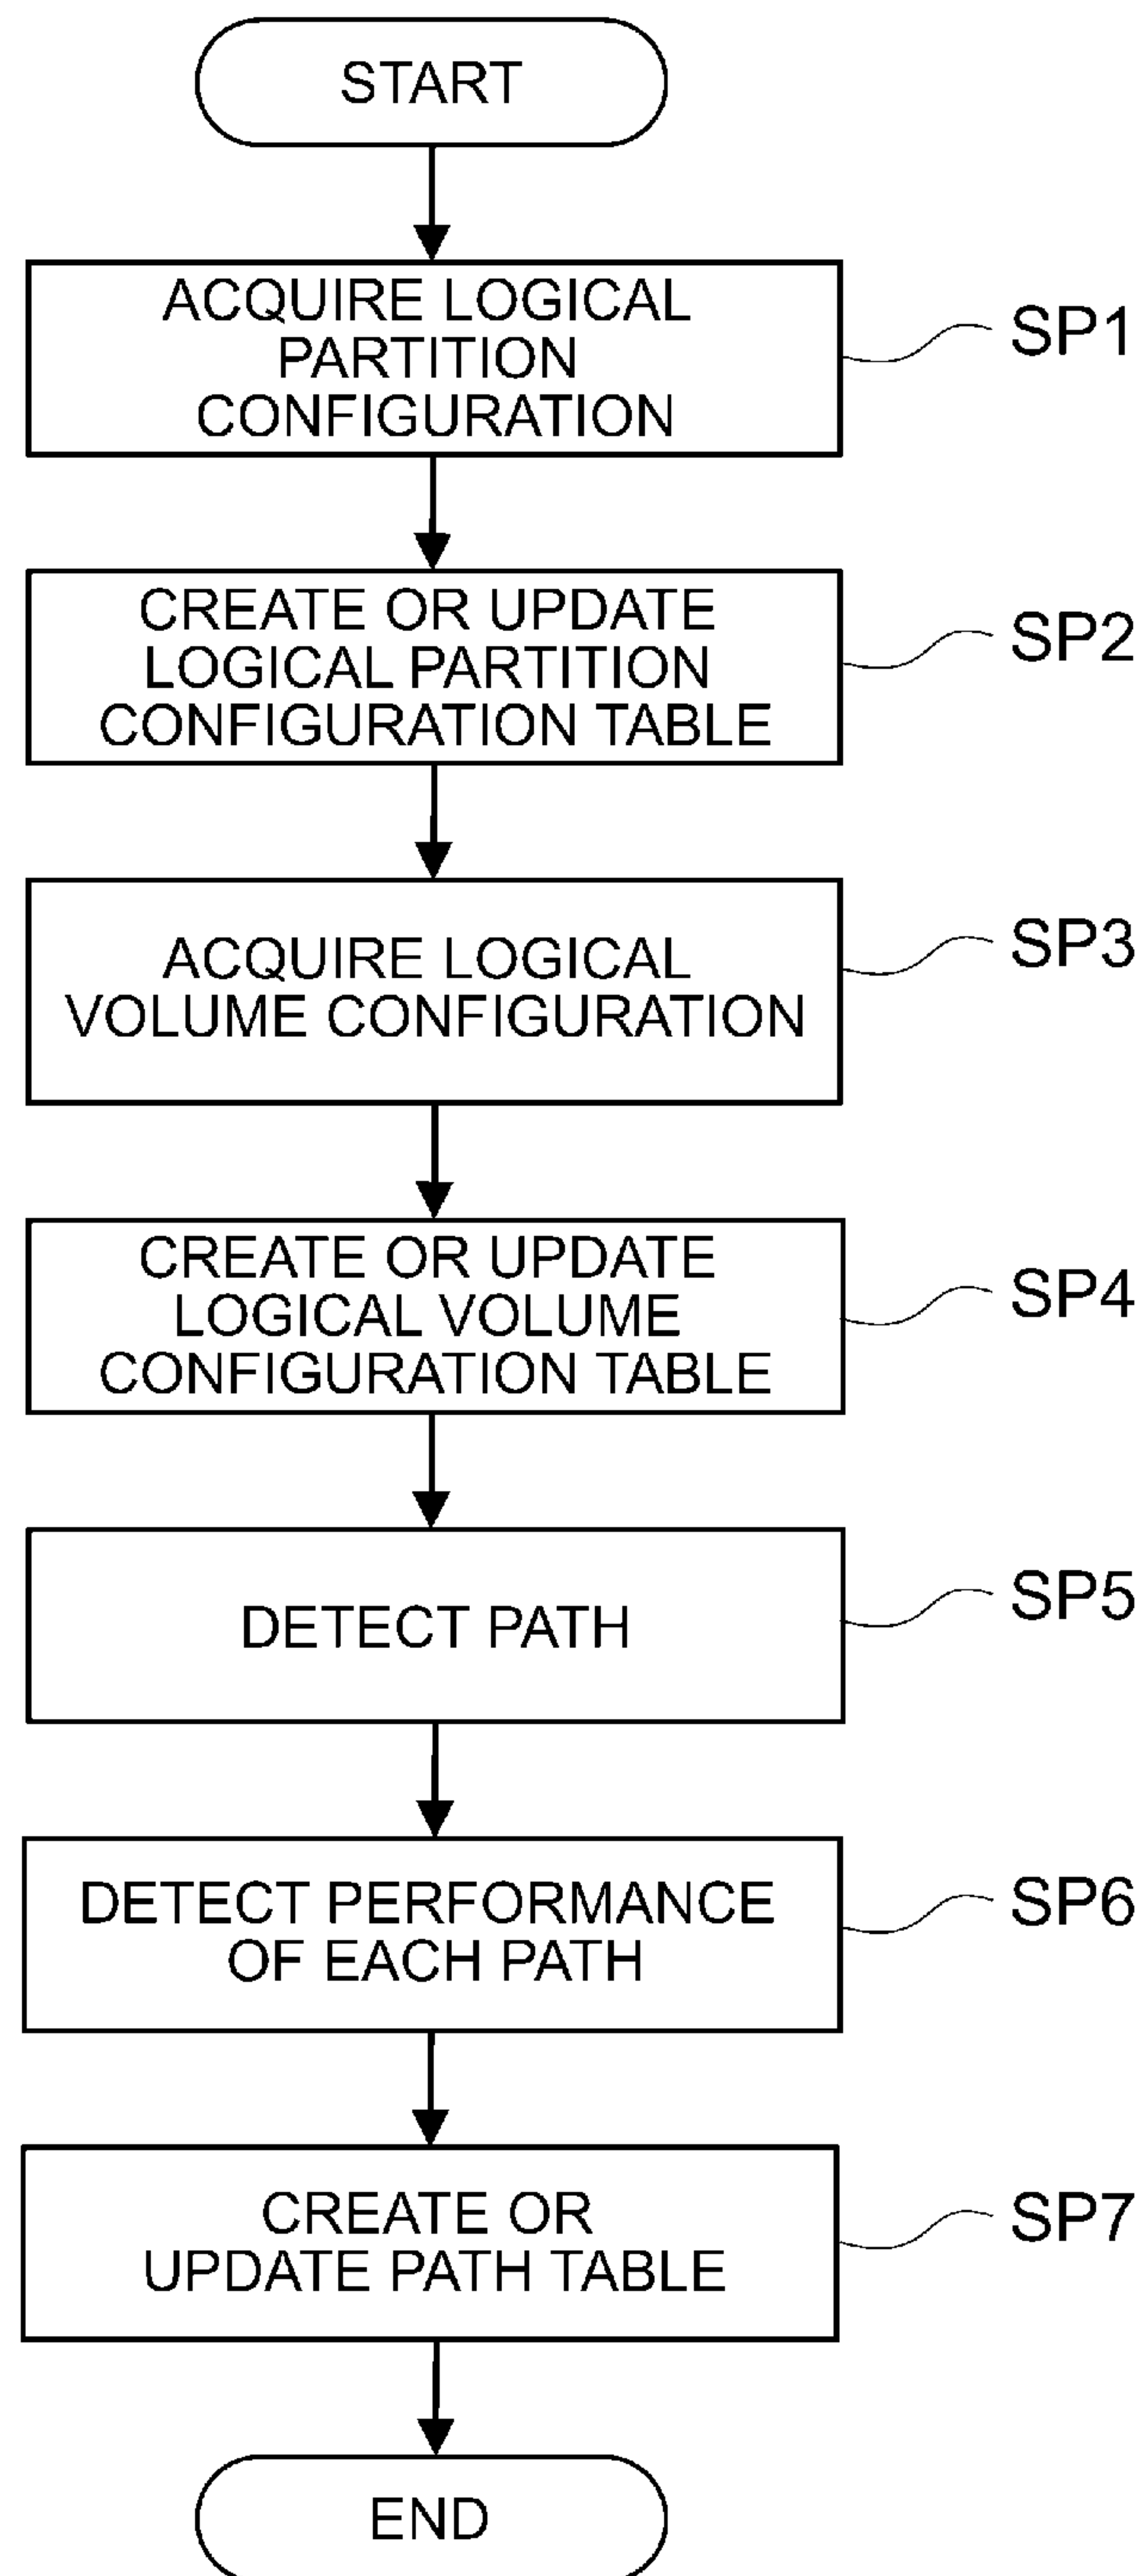 START
ACQUIRE LOGICAL
PARTITION
CONFIGURATION
SP1
CREATE OR UPDATE
LOGICAL PARTITION
CONFIGURATION TABLE
SP2
ACQUIRE LOGICAL
VOLUME CONFIGURATION
SP3
CREATE OR UPDATE
LOGICAL VOLUME
CONFIGURATION TABLE
SP4
DETECT PATH
SP5
DETECT PERFORMANCE
OF EACH PATH
SP6
CREATE OR
UPDATE PATH TABLE
SP7
END